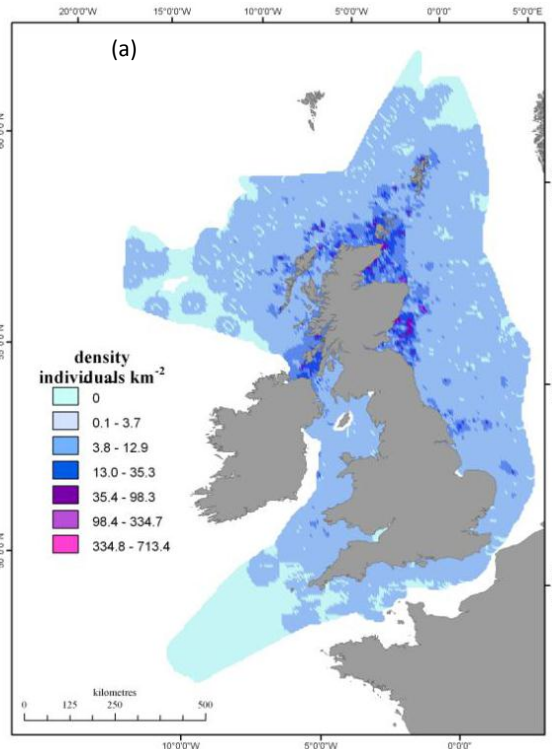 20°0'0"W 15°0'0"W 10°0'0"W 5°0'0"W 0°0'0" 5°0'0"E
(a)
density
individuals km-2
0
0.1 - 3.7
3.8 - 12.9
13.0 - 35.3
35.4 - 98.3
98.4 - 334.7
334.8 - 713.4
kilometres
0 125 250 500
10°0'0"W 5°0'0"W 0°0'0"